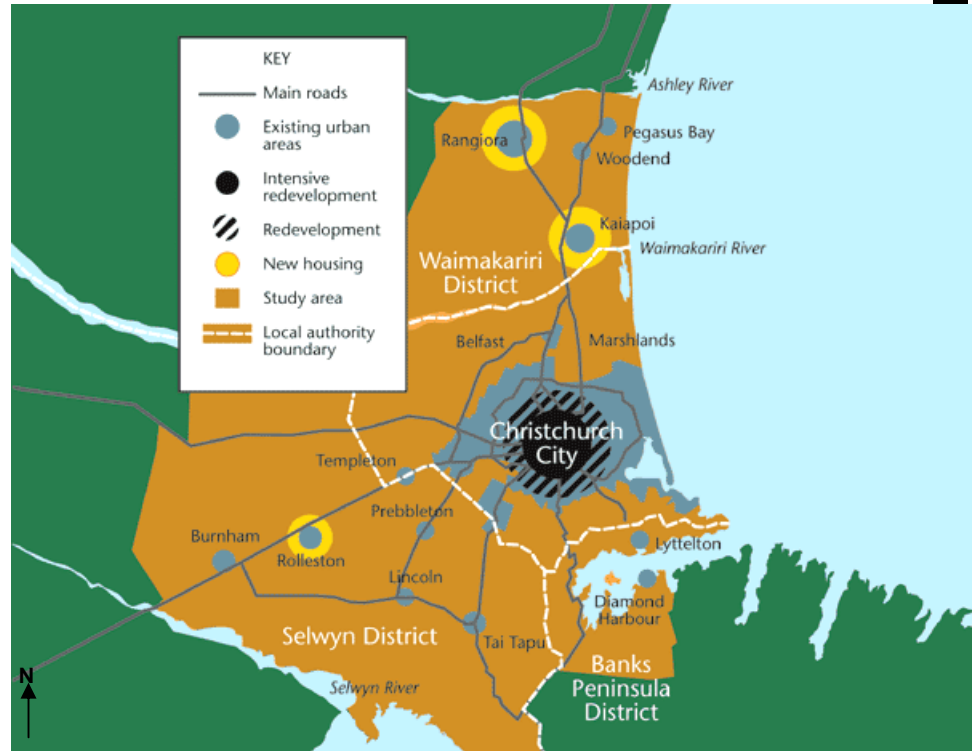 KEY
Main roads
Existing urban
areas
Intensive
redevelopment
Redevelopment
New housing
Study area
Local authority
boundary
Ashley River
Rangiora
Pegasus Bay
Woodend
Kaiapoi
Waimakariri River
Waimakariri
District
Belfast
Marshlands
Christchurch
City
Templeton
Prebbleton
Burnham
Rolleston
Lyttelton
Lincoln
Diamond
Harbour
Selwyn District
Tai Tapu
Banks
Peninsula
District
Selwyn River
N